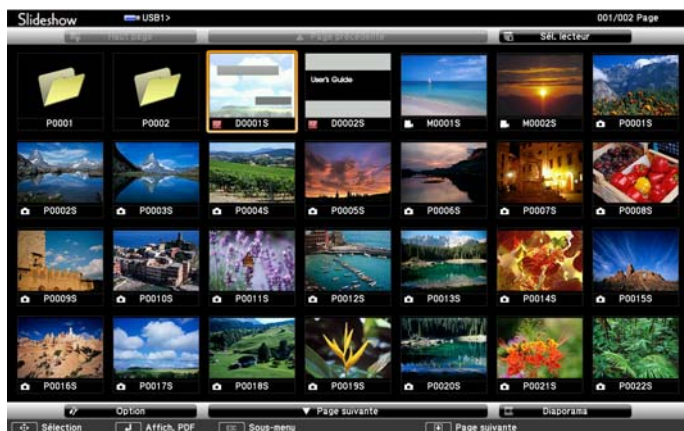 Slideshow USB1> 001/002 Page
Haut page ▲ Page précédente Sél. lecteur
User's Guide
P0001 P0002 D0001S D0002S M0001S M0002S P0001S
P0002S P0003S P0004S P0005S P0006S P0007S P0008S
P0009S P0010S P0011S P0012S P0013S P0014S P0015S
P0016S P0017S P0018S P0019S P0020S P0021S P0022S
Option ▼ Page suivante Diaporama
Sélection Affich. PDF ESC Sous-menu Page suivante